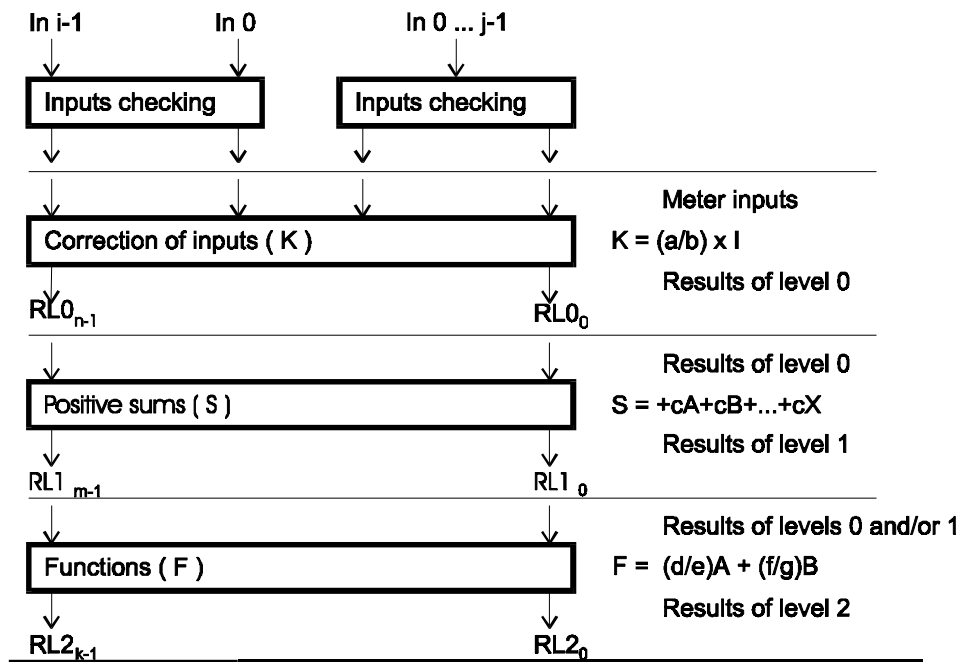 In i-1 In 0 In 0 ... j-1
Inputs checking Inputs checking
Meter inputs
Correction of inputs ( K ) K = (a/b) x I
Results of level 0
RL0n-1 RL00
Results of level 0
Positive sums ( S ) S = +cA+cB+...+cX
Results of level 1
RL1 m-1 RL1 0
Results of levels 0 and/or 1
Functions ( F ) F = (d/e)A + (f/g)B
Results of level 2
RL2k-1 RL20